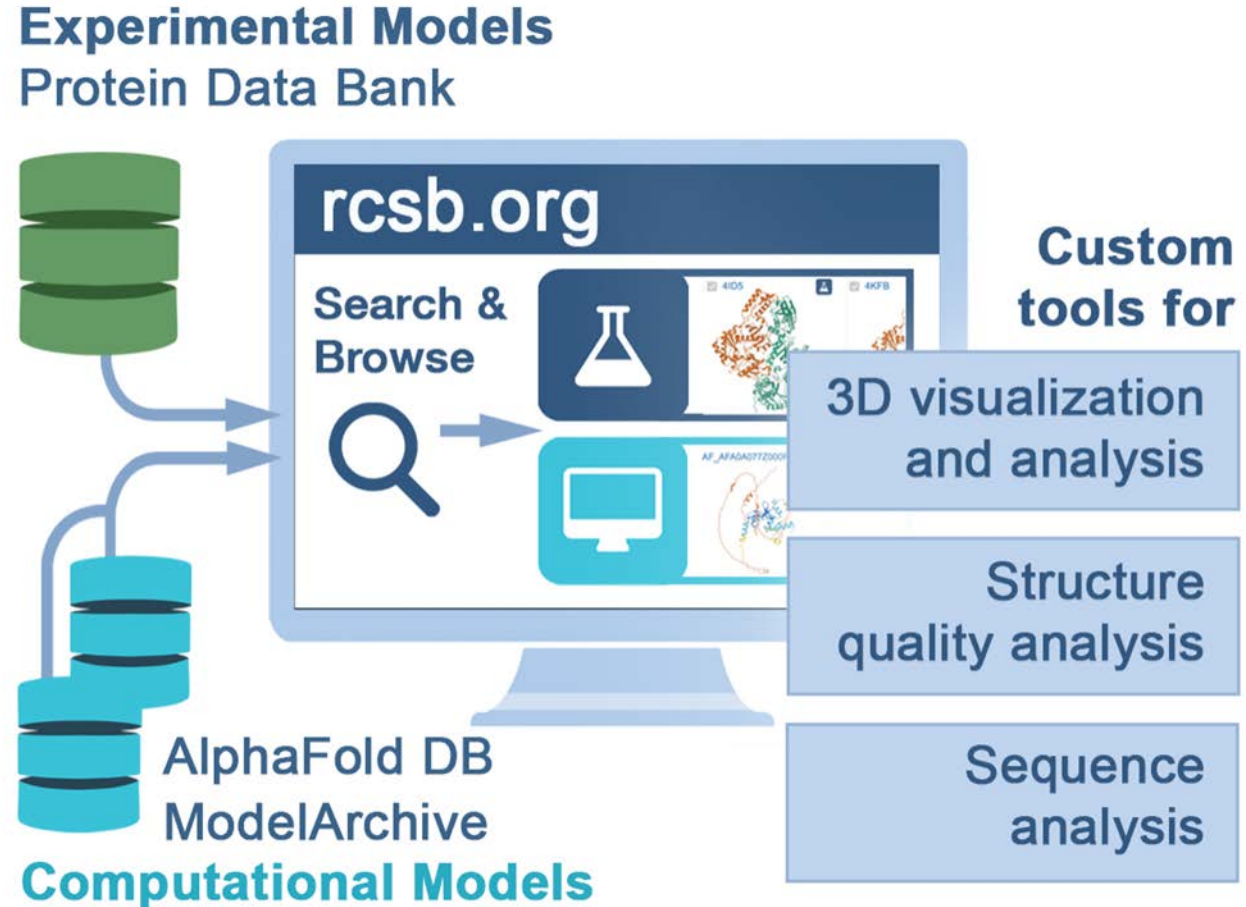 Experimental Models
Protein Data Bank
rcsb.org
Search &
Browse
4ID5
4KFB
Custom
tools for
3D visualization
and analysis
Structure
quality analysis
Sequence
analysis
AlphaFold DB
ModelArchive
Computational Models